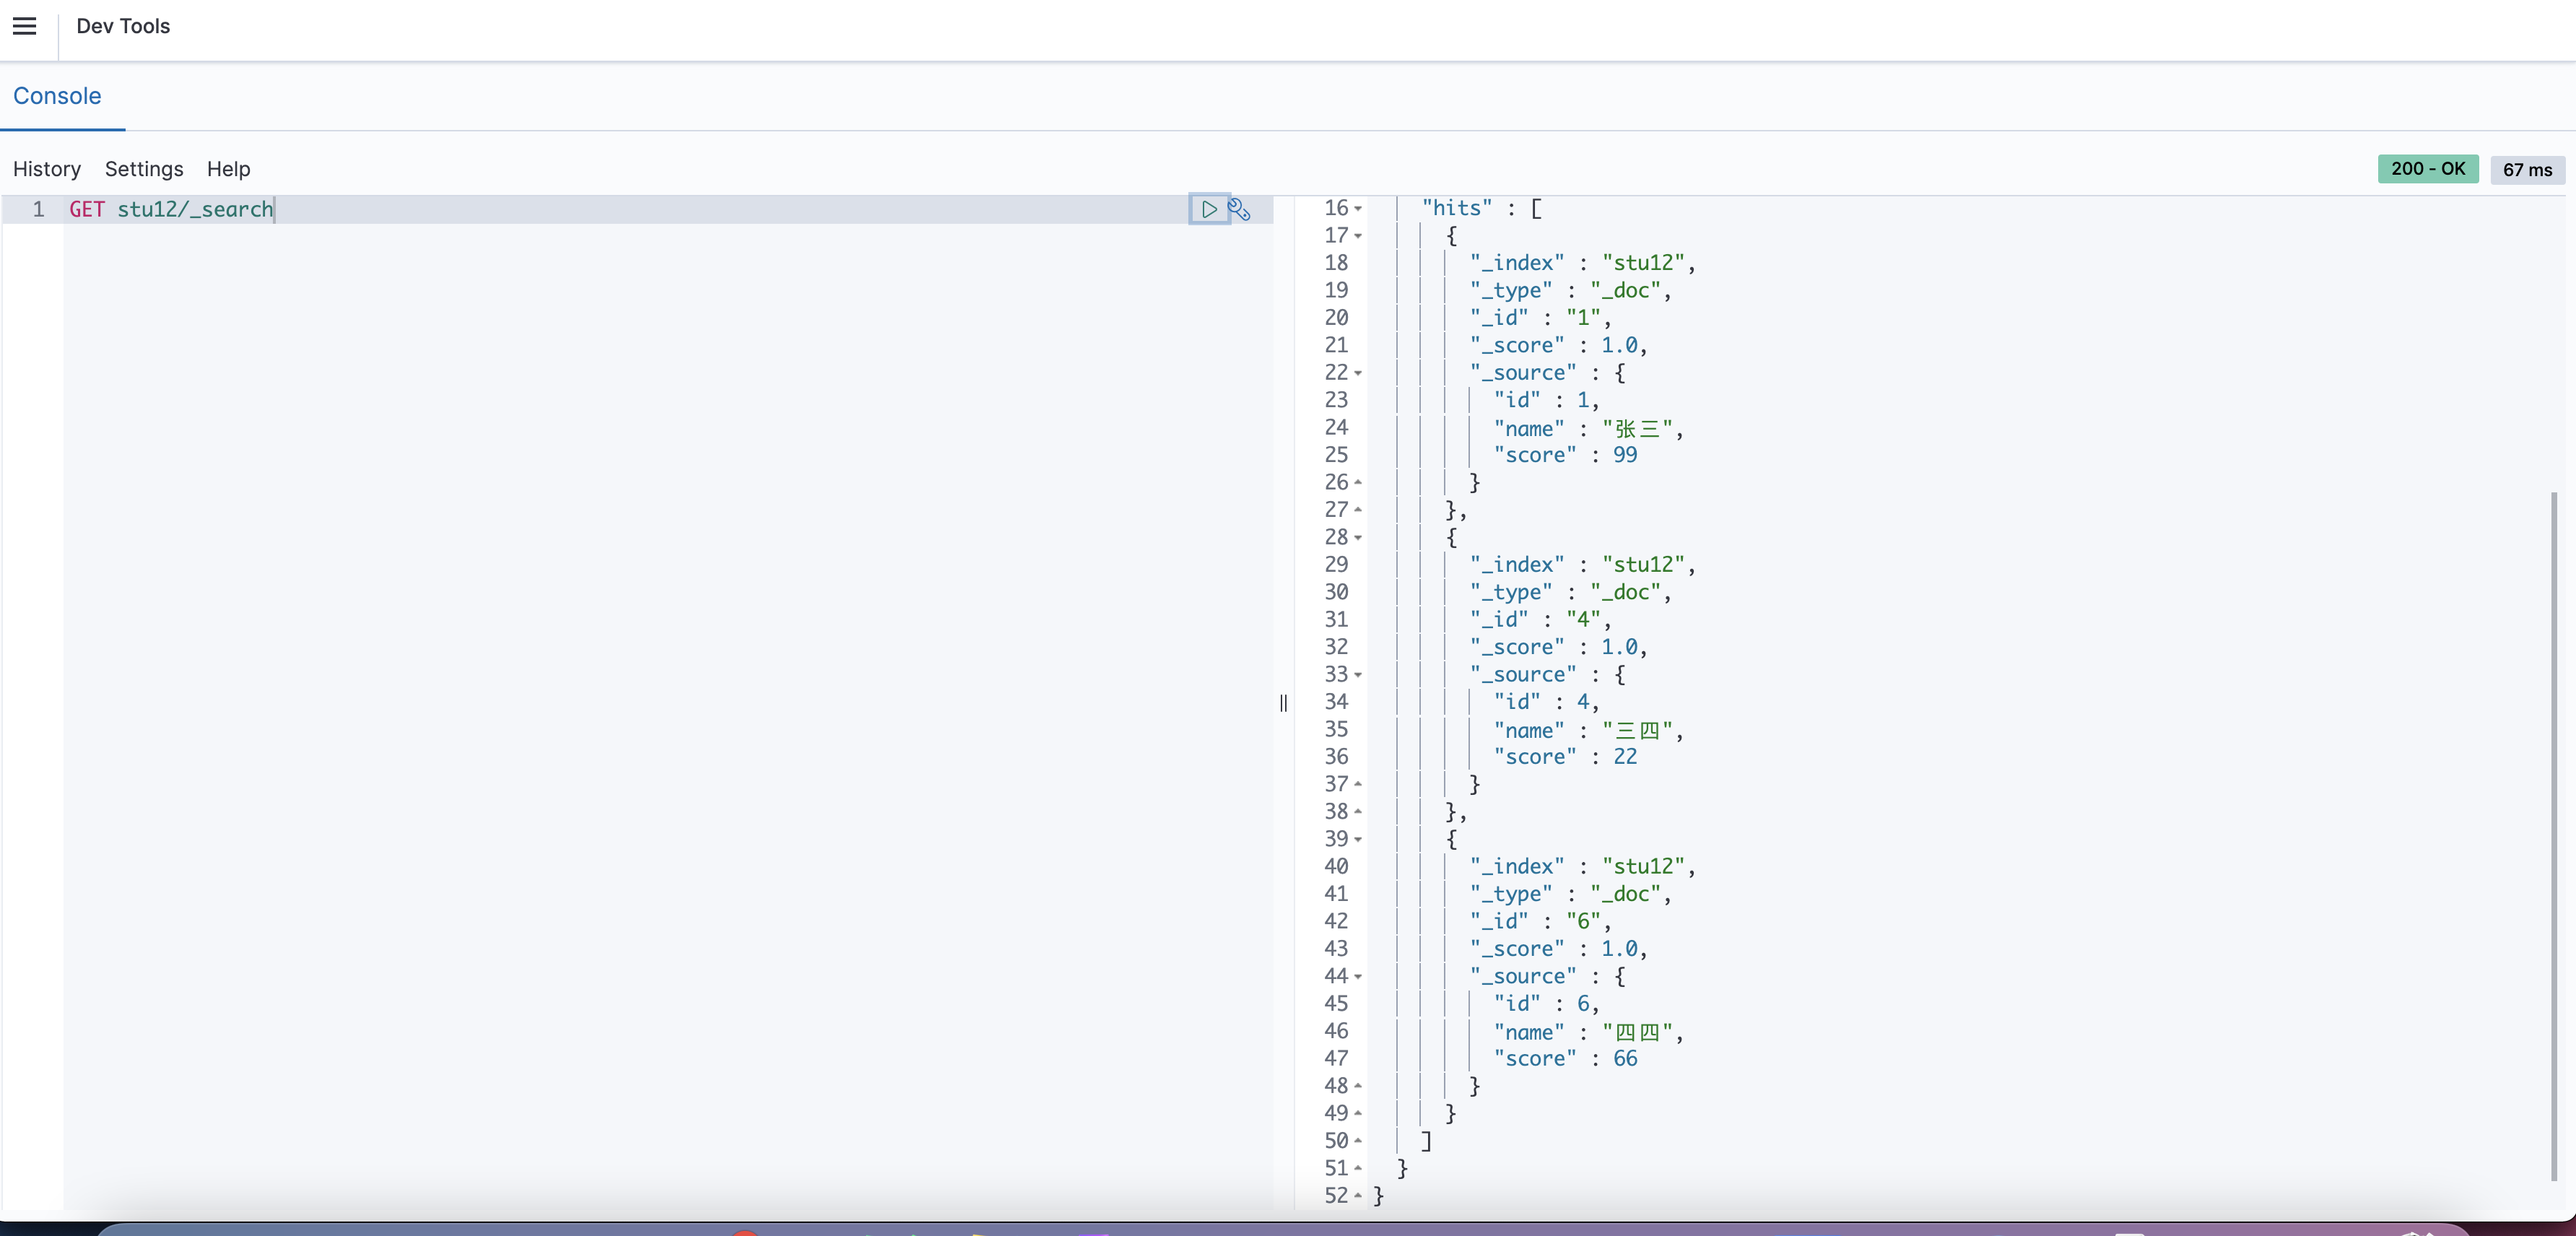 Dev Tools
Console
History Settings Help
200 - OK 67 ms
1 GET stu12/_search
16 "hits" : [
17 {
18 "_index" : "stu12",
19 "_type" : "_doc",
20 "_id" : "1",
21 "_score" : 1.0,
22 "_source" : {
23 "id" : 1,
24 "name" : "张三",
25 "score" : 99
26 }
27 },
28 {
29 "_index" : "stu12",
30 "_type" : "_doc",
31 "_id" : "4",
32 "_score" : 1.0,
33 "_source" : {
34 "id" : 4,
35 "name" : "三四",
36 "score" : 22
37 }
38 },
39 {
40 "_index" : "stu12",
41 "_type" : "_doc",
42 "_id" : "6",
43 "_score" : 1.0,
44 "_source" : {
45 "id" : 6,
46 "name" : "四四",
47 "score" : 66
48 }
49 }
50 ]
51 }
52 }